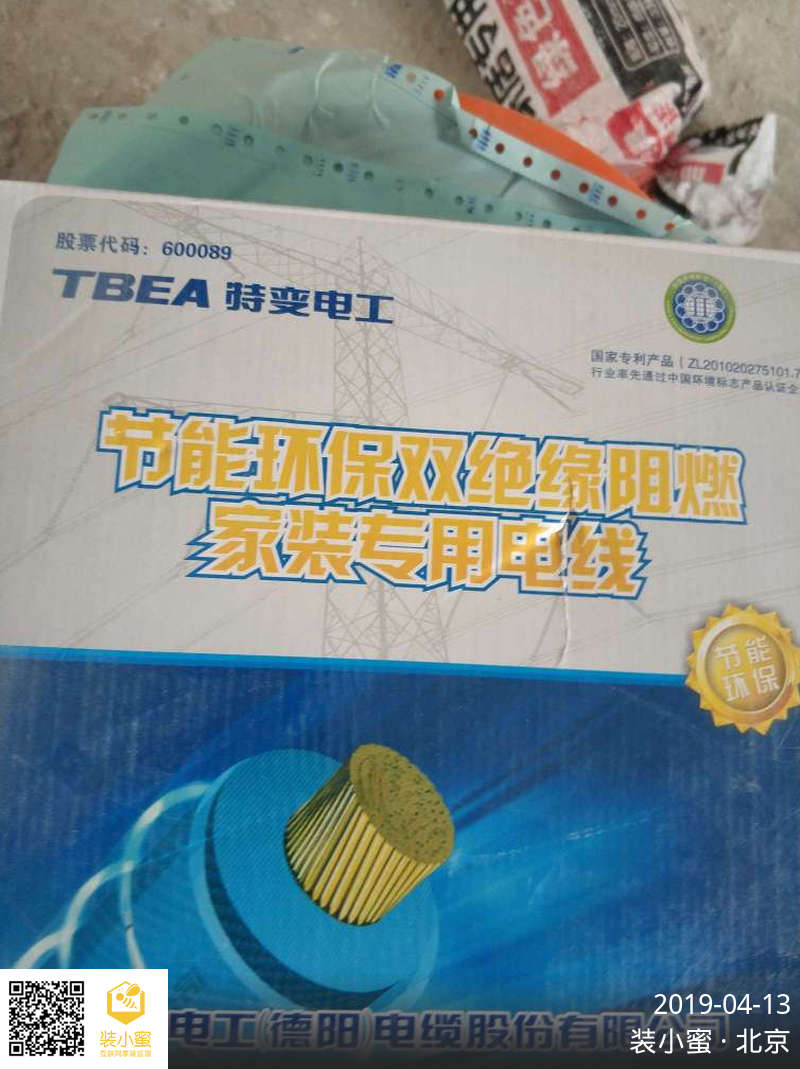 股票代码：600089
TBEA 特变电工
国家专利产品（ZL201020275101.7
行业率先通过中国环境标志产品认证企
节能环保双绝缘阻燃
家装专用电线
节能
环保
电工(德阳)电缆股份有限公司
装小蜜
2019-04-13
装小蜜·北京